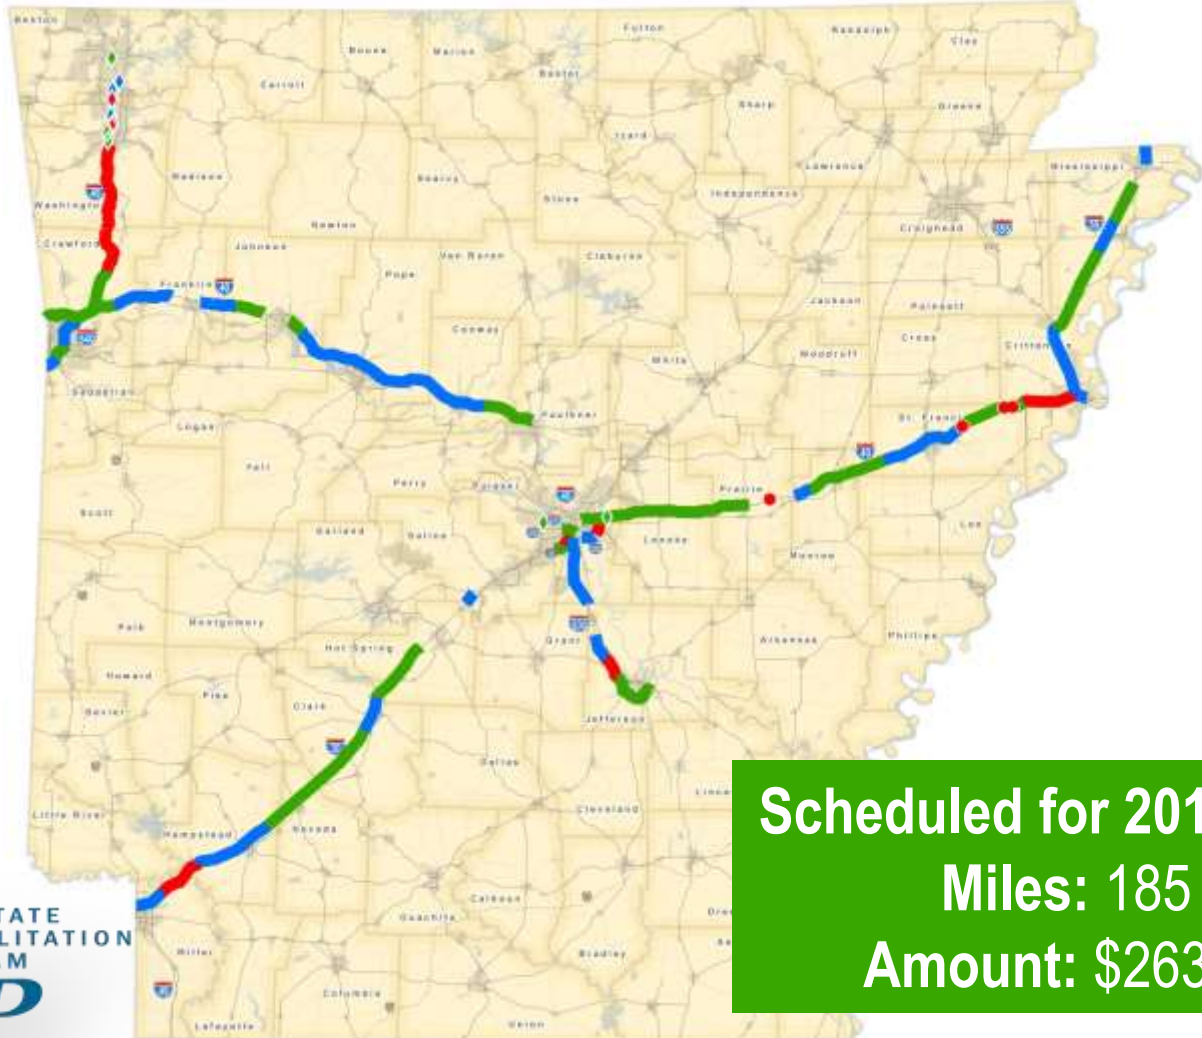 Benton
Boone
Marion
Fulton
Randolph
Clay
Carroll
Baxter
Sharp
Greene
Izard
Lawrence
Mississippi
Madison
Searcy
Stone
Independence
Washington
Newton
Craighead
Crawford
Johnson
Van Buren
Cleburne
Franklin
Pope
Jackson
Poinsett
Conway
White
Woodruff
Cross
Crittenden
Sebastian
Logan
Faulkner
St. Franci
Yell
Perry
Pulaski
Prairie
Scott
Garland
Saline
Lonoke
Lee
Monroe
Polk
Montgomery
Hot Spring
Grant
Arkansas
Phillips
Howard
Pike
Sevier
Clark
Jefferson
Dallas
Cleveland
Linco
Little River
Hempstead
Nevada
Calhoun
Ouachita
Drew
Bradley
Miller
Columbia
Lafayette
Union
Scheduled for 201
Miles: 185
Amount: $263
TATE
LITATION
M